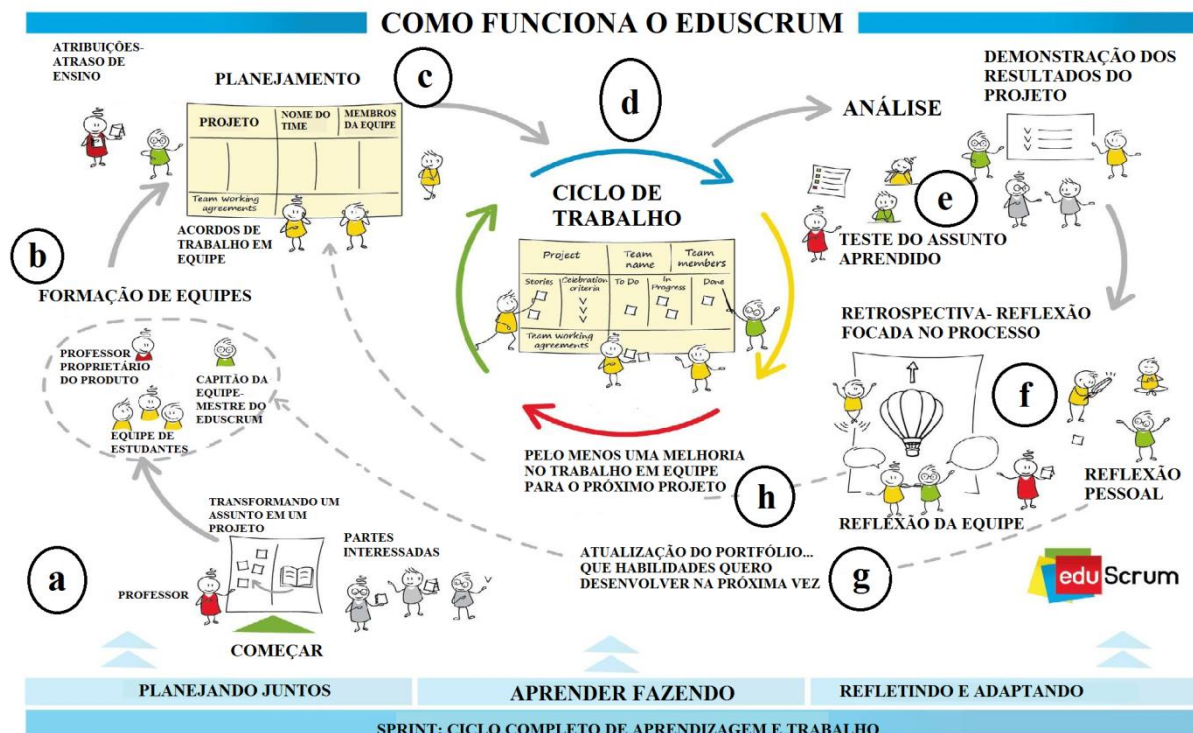 COMO FUNCIONA O EDUSCRUM
ATRIBUIÇÕES-
ATRASO DE
ENSINO
PLANEJAMENTO
c
PROJETO
NOME DO
TIME
MEMBROS
DA EQUIPE
Team working
agreements
ACORDOS DE
TRABALHO EM
EQUIPE
b
FORMAÇÃO DE EQUIPES
PROFESSOR
PROPRIETÁRIO
DO PRODUTO
CAPITÃO DA
EQUIPE-
MESTRE DO
EDUSCRUM
EQUIPE DE
ESTUDANTES
a
TRANSFORMANDO UM
ASSUNTO EM UM
PROJETO
PROFESSOR
PARTES
INTERESSADAS
COMEÇAR
d
CICLO DE
TRABALHO
Project
Team
name
Team
members
Stories
Celebration
criteria
To Do
In
Progress
Done
Team working
agreements
ANÁLISE
DEMONSTRAÇÃO DOS
RESULTADOS DO
PROJETO
e
TESTE DO ASSUNTO
APRENDIDO
RETROSPECTIVA- REFLEXÃO
FOCADA NO PROCESSO
f
REFLEXÃO
PESSOAL
REFLEXÃO DA EQUIPE
PELO MENOS UMA MELHORIA
NO TRABALHO EM EQUIPE
PARA O PRÓXIMO PROJETO
h
ATUALIZAÇÃO DO PORTFÓLIO...
QUE HABILIDADES QUERO
DESENVOLVER NA PRÓXIMA VEZ
g
eduScrum
PLANEJANDO JUNTOS
APRENDER FAZENDO
REFLETINDO E ADAPTANDO
SPRINT: CICLO COMPLETO DE APRENDIZAGEM E TRABALHO